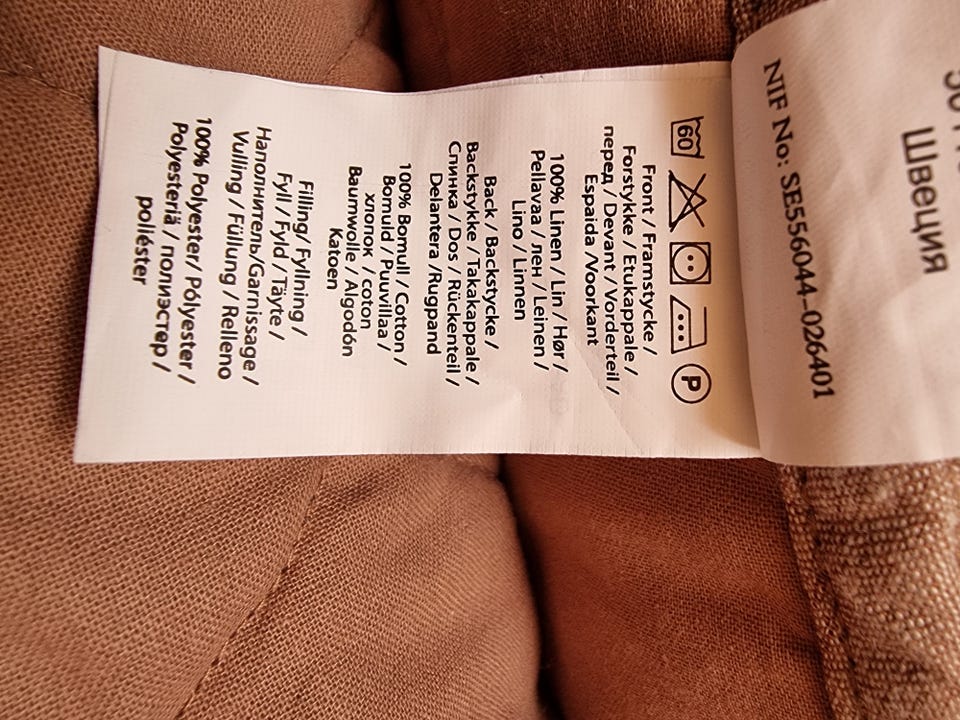 Швеция
NIF No: SE556044-026401
60
P
Front / Framstycke /
Forstykke / Etukappale /
перед / Devant / Vorderteil /
Espaida /Voorkant
100% Linen / Lin / Hør /
Pellavaa / лен / Leinen /
Lino / Linnen
Back / Backstycke /
Backstykke / Takakappale /
Спинка / Dos / Rückenteil /
Delantera /Rugpand
100% Bomull / Cotton /
Bomuld / Puuvillaa /
хлопок / coton
Baumwolle / Algodón
Katoen
Filling/ Fyllning /
Fyll / Fyld / Täyte /
Наполнитель/Garnissage /
Vulling / Füllung / Relleno
100% Polyester/ Pólyester /
Polyesteriä / полиэстер /
poliéster